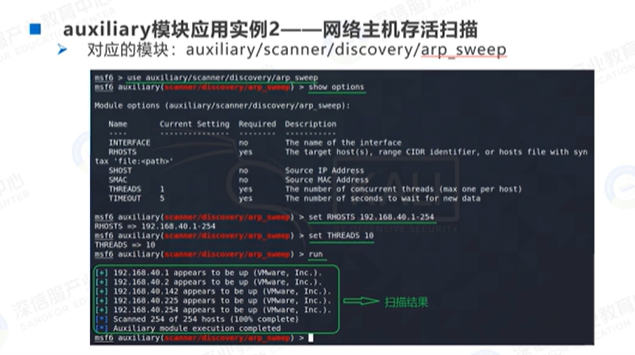 auxiliary模块应用实例2——网络主机存活扫描
对应的模块：auxiliary/scanner/discovery/arp_sweep
msf6 > use auxiliary/scanner/discovery/arp_sweep
msf6 auxiliary(scanner/discovery/arp_sweep) > show options
Module options (auxiliary/scanner/discovery/arp_sweep):
Name Current Setting Required Description
---- --------------- -------- -----------
INTERFACE no The name of the interface
RHOSTS yes The target host(s), range CIDR identifier, or hosts file with syn
tax 'file:<path>'
SHOST no Source IP Address
SMAC no Source MAC Address
THREADS 1 yes The number of concurrent threads (max one per host)
TIMEOUT 5 yes The number of seconds to wait for new data
msf6 auxiliary(scanner/discovery/arp_sweep) > set RHOSTS 192.168.40.1-254
RHOSTS => 192.168.40.1-254
msf6 auxiliary(scanner/discovery/arp_sweep) > set THREADS 10
THREADS => 10
msf6 auxiliary(scanner/discovery/arp_sweep) > run
[+] 192.168.40.1 appears to be up (VMware, Inc.).
[+] 192.168.40.2 appears to be up (VMware, Inc.).
[+] 192.168.40.142 appears to be up (VMware, Inc.).
[+] 192.168.40.225 appears to be up (VMware, Inc.).
[+] 192.168.40.254 appears to be up (VMware, Inc.).
[*] Scanned 254 of 254 hosts (100% complete)
[*] Auxiliary module execution completed
扫描结果
msf6 auxiliary(scanner/discovery/arp_sweep) >